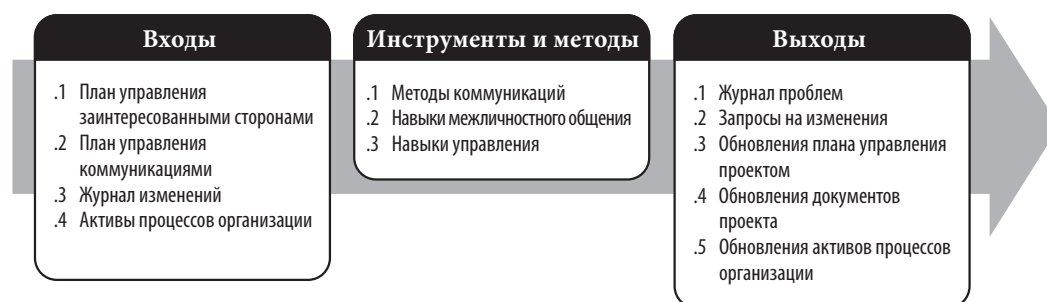 Входы
.1 План управления
заинтересованными сторонами
.2 План управления
коммуникациями
.3 Журнал изменений
.4 Активы процессов организации
Инструменты и методы
.1 Методы коммуникаций
.2 Навыки межличностного общения
.3 Навыки управления
Выходы
.1 Журнал проблем
.2 Запросы на изменения
.3 Обновления плана управления
проектом
.4 Обновления документов
проекта
.5 Обновления активов процессов
организации